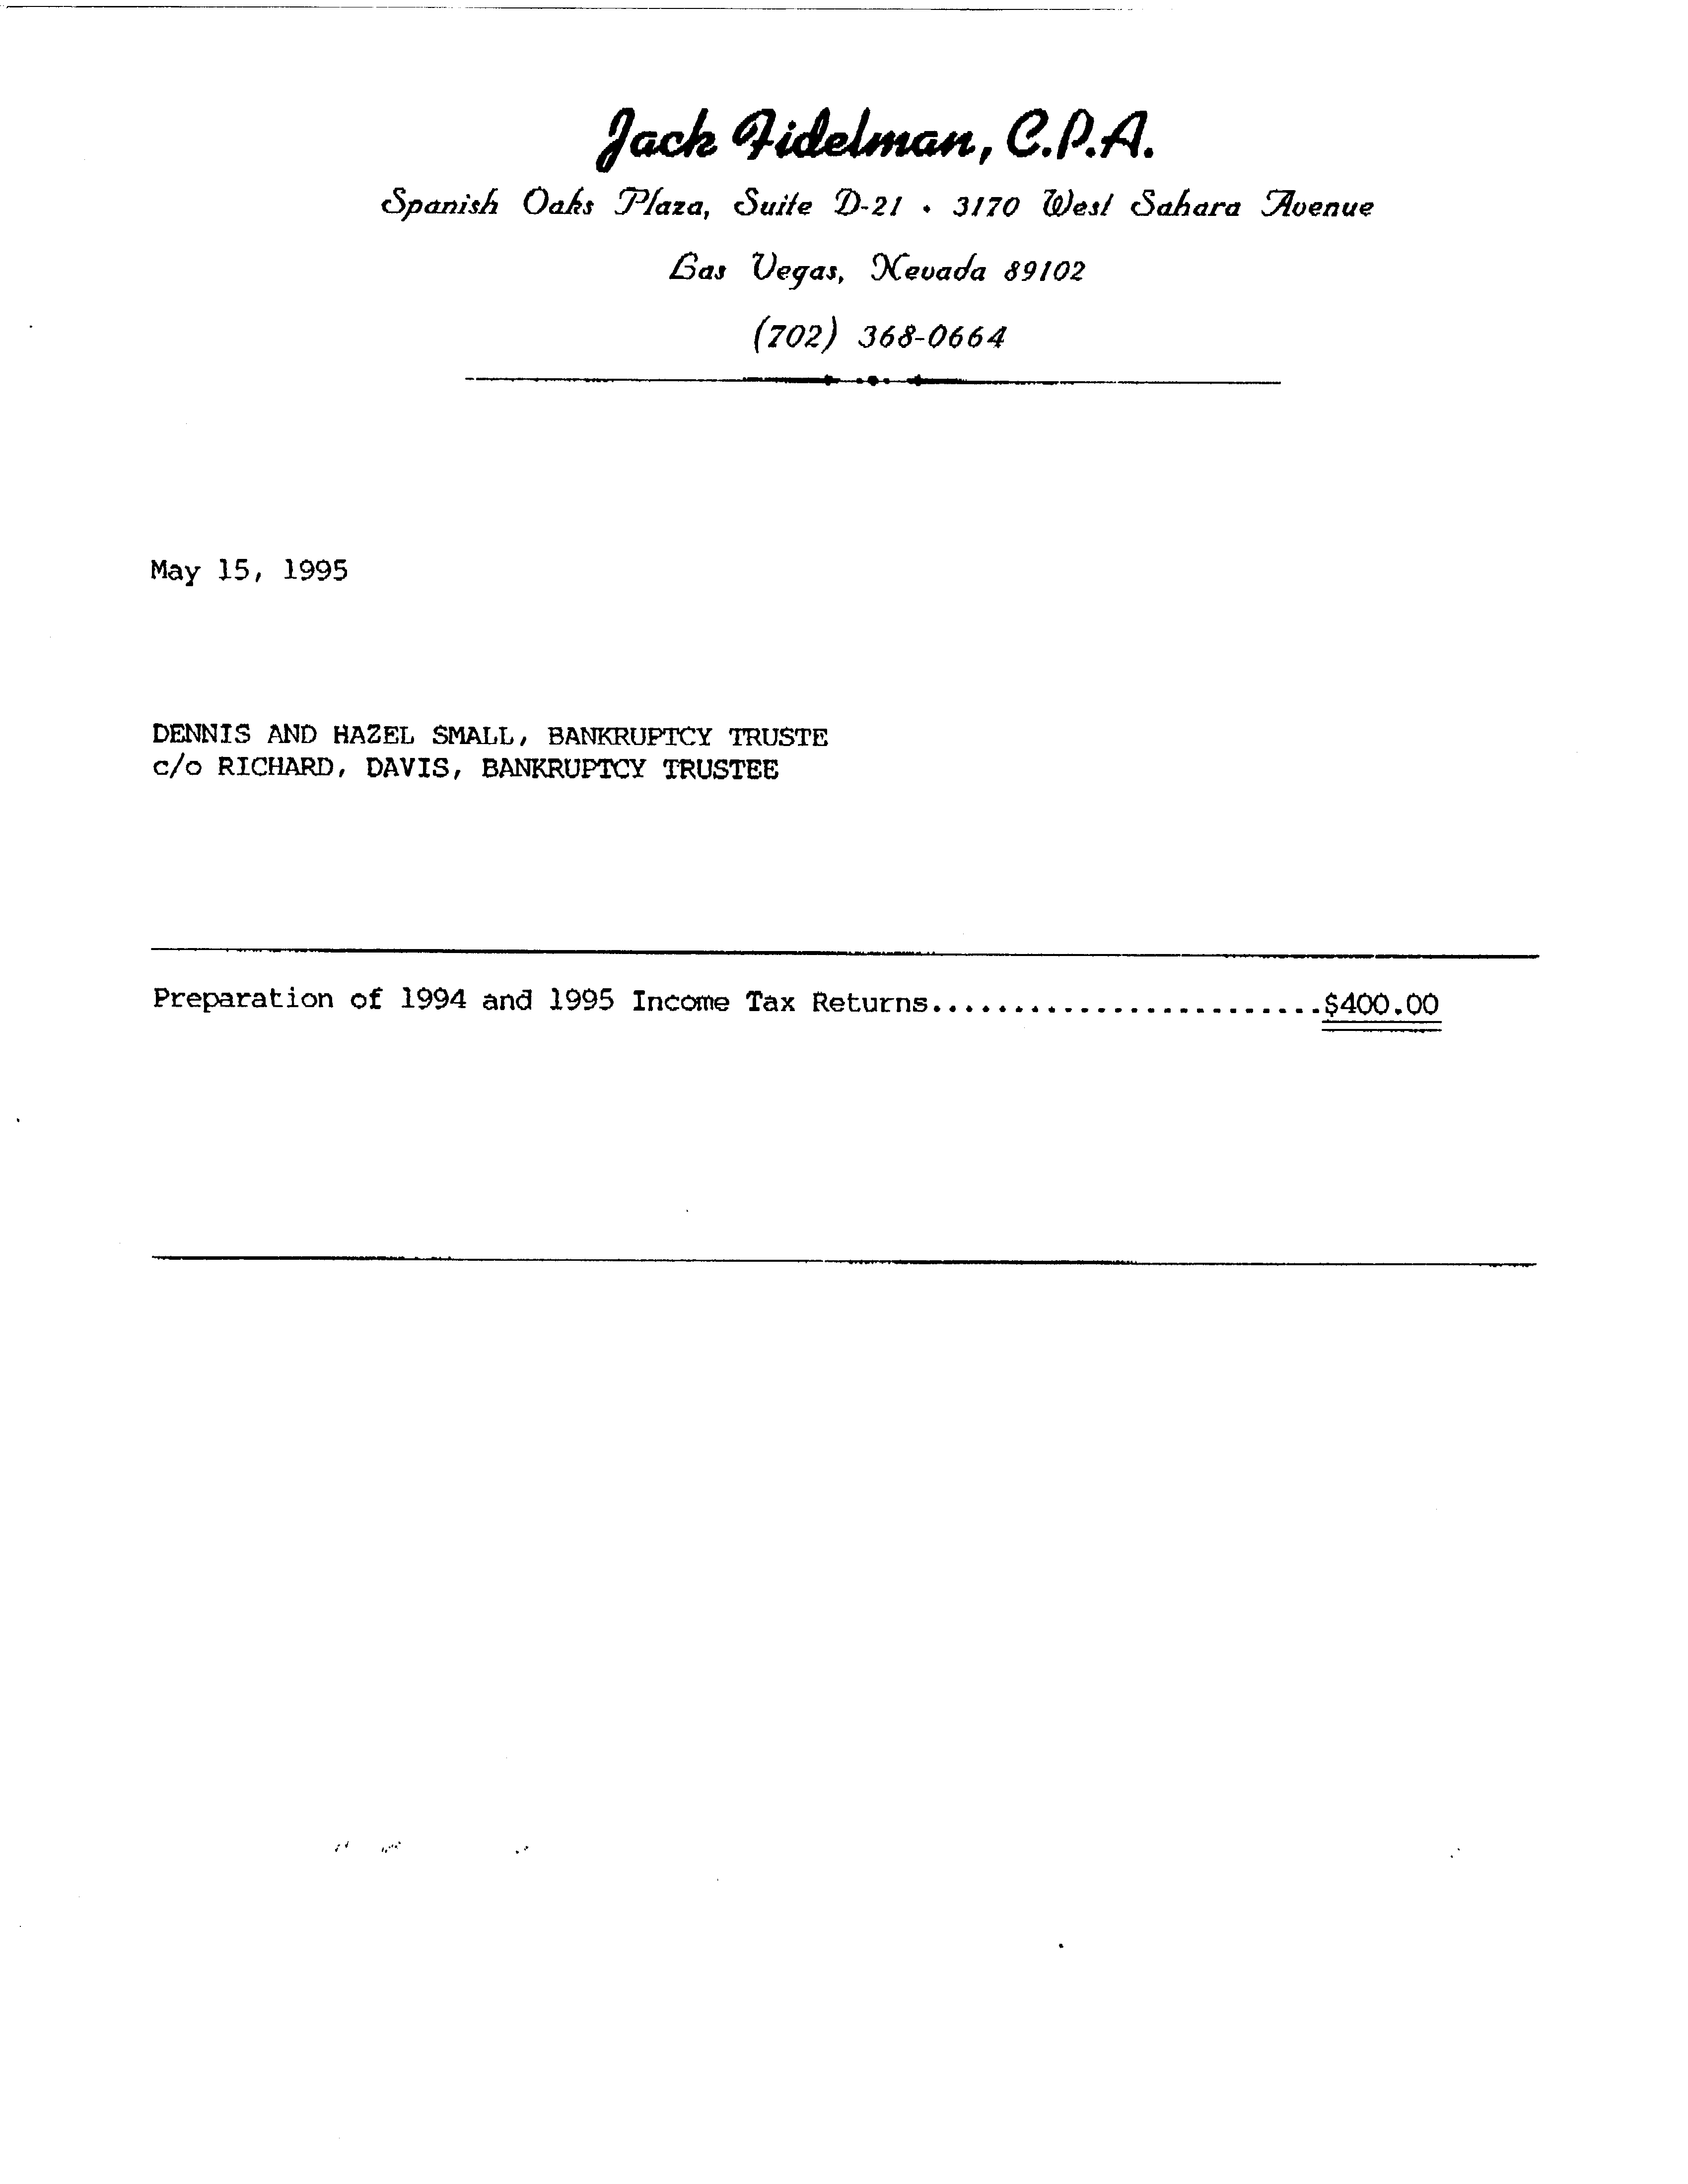 Jack Fidelman, C.P.A.
Spanish Oaks Plaza, Suite D-21 • 3170 West Sahara Avenue
Las Vegas, Nevada 89102
(702) 368-0664
May 15, 1995
DENNIS AND HAZEL SMALL, BANKRUPTCY TRUSTE
c/o RICHARD, DAVIS, BANKRUPTCY TRUSTEE
Preparation of 1994 and 1995 Income Tax Returns........................$400.00